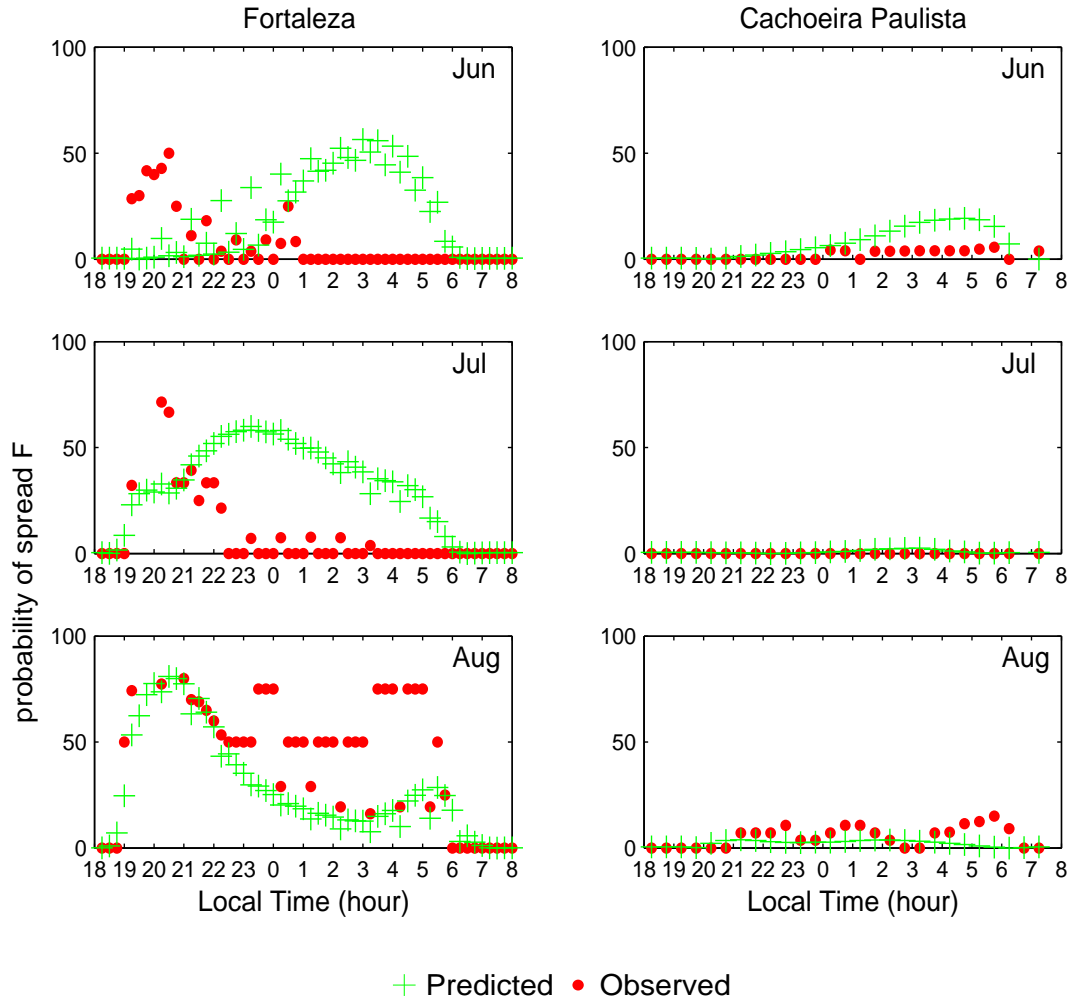 Fortaleza Cachoeira Paulista
100 Jun 100 Jun
50 50
0 0
18 19 20 21 22 23 0 1 2 3 4 5 6 7 8 18 19 20 21 22 23 0 1 2 3 4 5 6 7 8
100 Jul 100 Jul
50 50
0 0
18 19 20 21 22 23 0 1 2 3 4 5 6 7 8 18 19 20 21 22 23 0 1 2 3 4 5 6 7 8
probability of spread F
100 Aug 100 Aug
50 50
0 0
18 19 20 21 22 23 0 1 2 3 4 5 6 7 8 18 19 20 21 22 23 0 1 2 3 4 5 6 7 8
Local Time (hour) Local Time (hour)
Predicted Observed